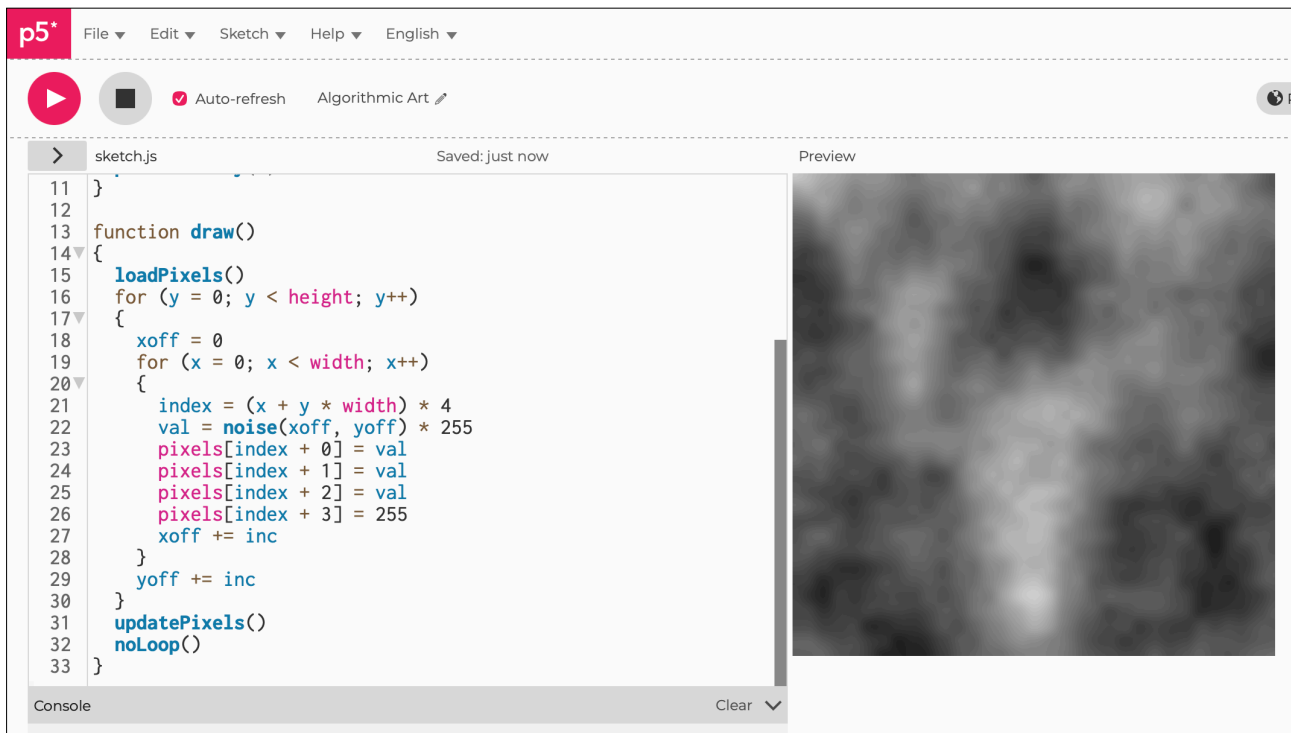 p5*
File Edit Sketch Help English
Auto-refresh Algorithmic Art
sketch.js Saved: just now Preview
11 }
12
13 function draw()
14 {
15 loadPixels()
16 for (y = 0; y < height; y++)
17 {
18 xoff = 0
19 for (x = 0; x < width; x++)
20 {
21 index = (x + y * width) * 4
22 val = noise(xoff, yoff) * 255
23 pixels[index + 0] = val
24 pixels[index + 1] = val
25 pixels[index + 2] = val
26 pixels[index + 3] = 255
27 xoff += inc
28 }
29 yoff += inc
30 }
31 updatePixels()
32 noLoop()
33 }
Console Clear